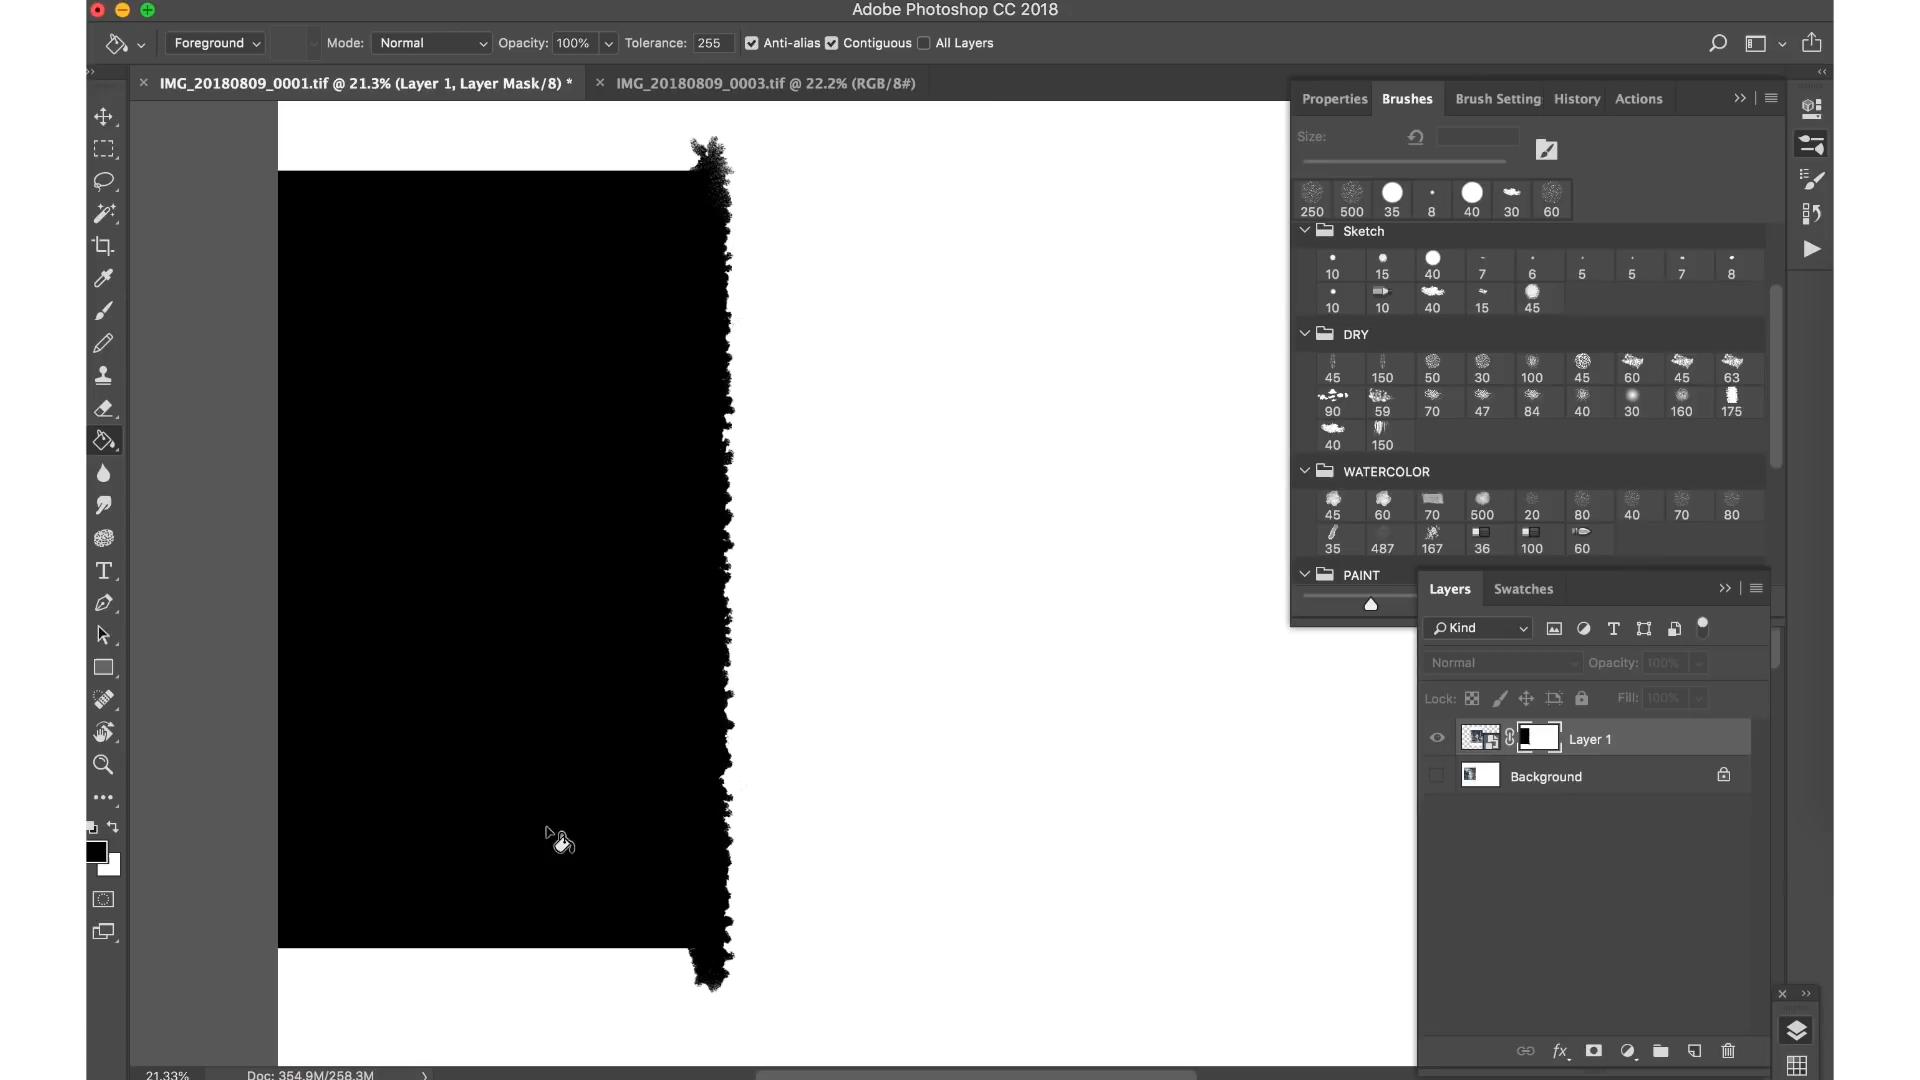 Adobe Photoshop CC 2018
Foreground Mode: Normal Opacity: 100% Tolerance: 255 Anti-alias Contiguous All Layers
IMG_20180809_0001.tif @ 21.3% (Layer 1, Layer Mask/8) * IMG_20180809_0003.tif @ 22.2% (RGB/8#)
Properties Brushes Brush Setting History Actions
Size:
250 500 35 8 40 30 60
Sketch
10 15 40 7 6 5 5 7 8
10 10 40 15 45
DRY
45 150 50 30 100 45 60 45 63
90 59 70 47 84 40 30 160 175
40 150
WATERCOLOR
45 60 70 500 20 80 40 70 80
35 487 167 36 100 60
PAINT
Layers Swatches
Kind
Normal Opacity: 100%
Lock: Fill: 100%
Layer 1
Background
fx
21.33% Doc: 354.9M/258.3M